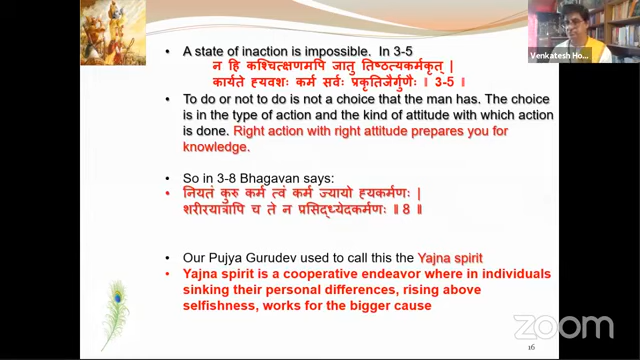 Venkatesh Ho...
• A state of inaction is impossible. In 3-5
न हि कश्चित्क्षणमपि जातु तिष्ठत्यकर्मकृत् |
कार्यते ह्यवशः कर्म सर्वः प्रकृतिजैर्गुणैः ॥ 3-5 ॥
• To do or not to do is not a choice that the man has. The choice
is in the type of action and the kind of attitude with which action
is done. Right action with right attitude prepares you for
knowledge.
• So in 3-8 Bhagavan says:
• नियतं कुरु कर्म त्वं कर्म ज्यायो ह्यकर्मणः |
शरीरयात्रापि च ते न प्रसिद्ध्येदकर्मणः ॥ 8 ॥
• Our Pujya Gurudev used to call this the Yajna spirit
• Yajna spirit is a cooperative endeavor where in individuals
sinking their personal differences, rising above
selfishness, works for the bigger cause
zoom
16